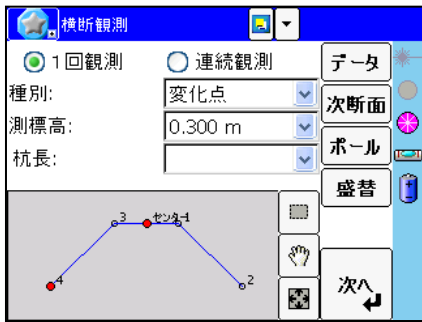 横断観測
1回観測 連続観測
種別: 変化点
測標高: 0.300 m
杭長:
データ
次断面
ポール
盛替
次へ
3 センター1
4 2